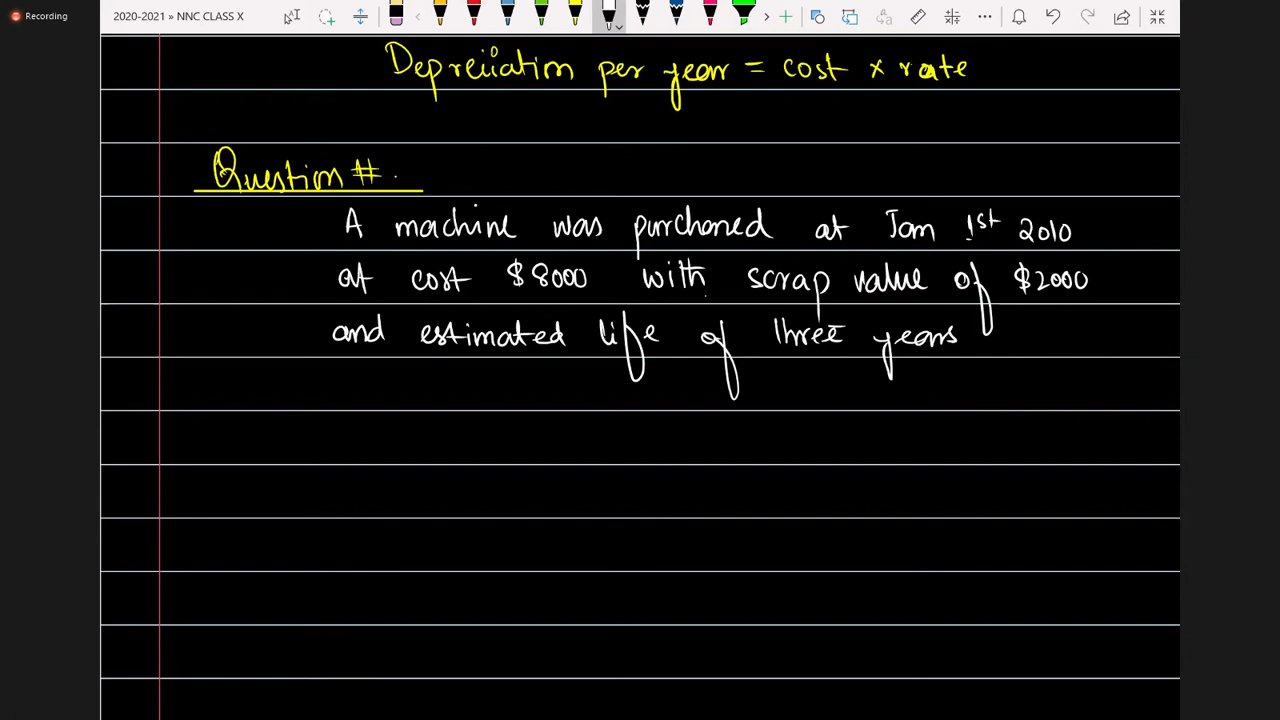 Recording
2020-2021 » NNC CLASS X
Depreciation per year = cost × rate
Question #.
A machine was purchased at Jan 1st 2010
at cost $8000 with scrap value of $2000
and estimated life of three years